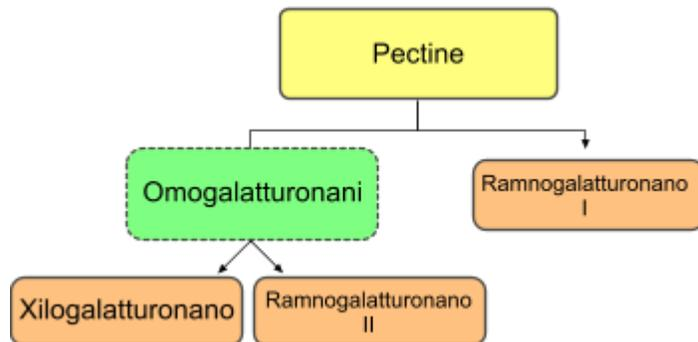 Pectine
Omogalatturonani
Ramnogalatturonano
I
Xilogalatturonano
Ramnogalatturonano
II